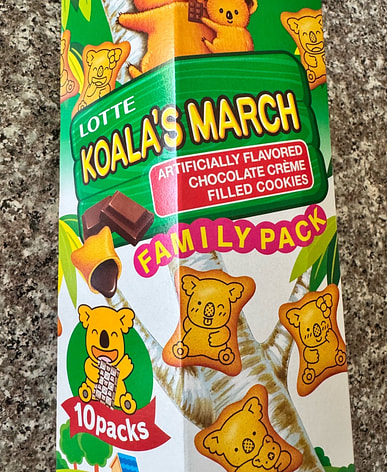 LOTTE
KOALA'S MARCH
ARTIFICIALLY FLAVORED
CHOCOLATE CRÈME
FILLED COOKIES
FAMILY PACK
10packs